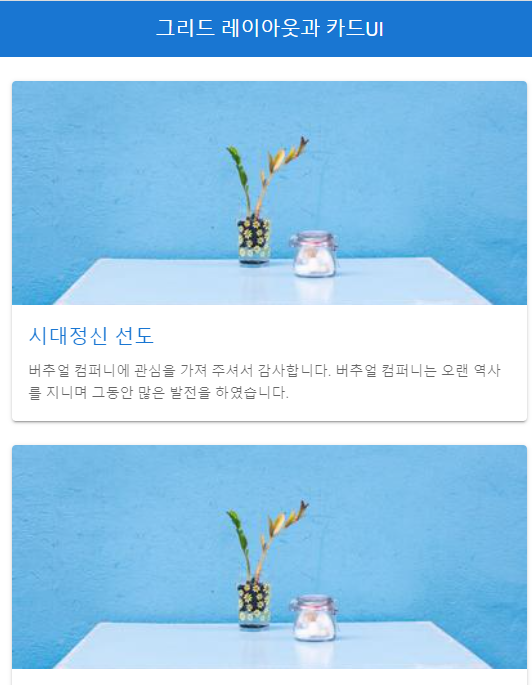 그리드 레이아웃과 카드UI
시대정신 선도
버추얼 컴퍼니에 관심을 가져 주셔서 감사합니다. 버추얼 컴퍼니는 오랜 역사
를 지니며 그동안 많은 발전을 하였습니다.